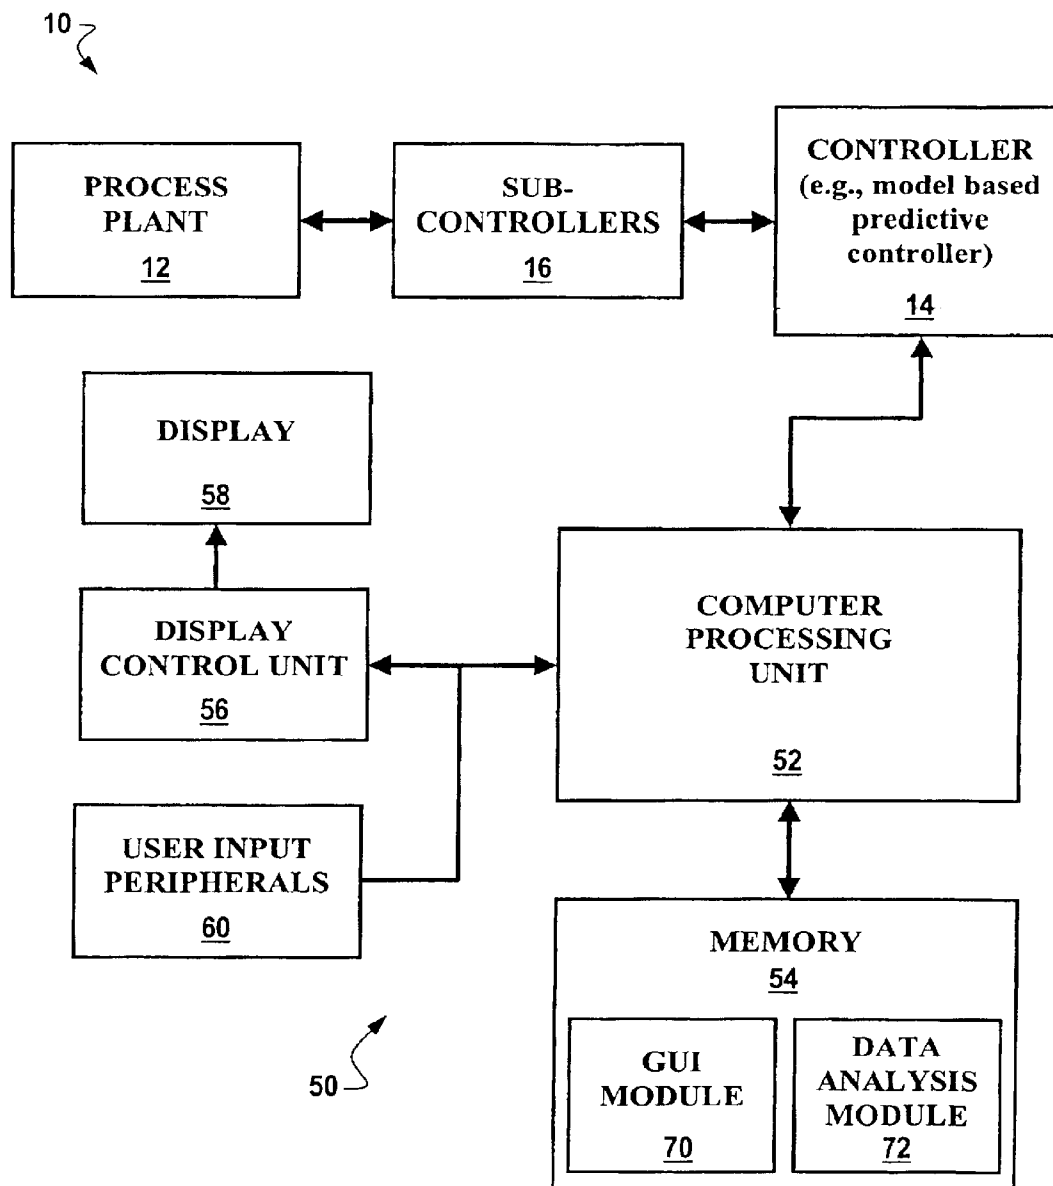 10
PROCESS
PLANT
12
SUB-
CONTROLLERS
16
CONTROLLER
(e.g., model based
predictive
controller)
14
DISPLAY
58
DISPLAY
CONTROL UNIT
56
COMPUTER
PROCESSING
UNIT
52
USER INPUT
PERIPHERALS
60
MEMORY
54
GUI
MODULE
70
DATA
ANALYSIS
MODULE
72
50